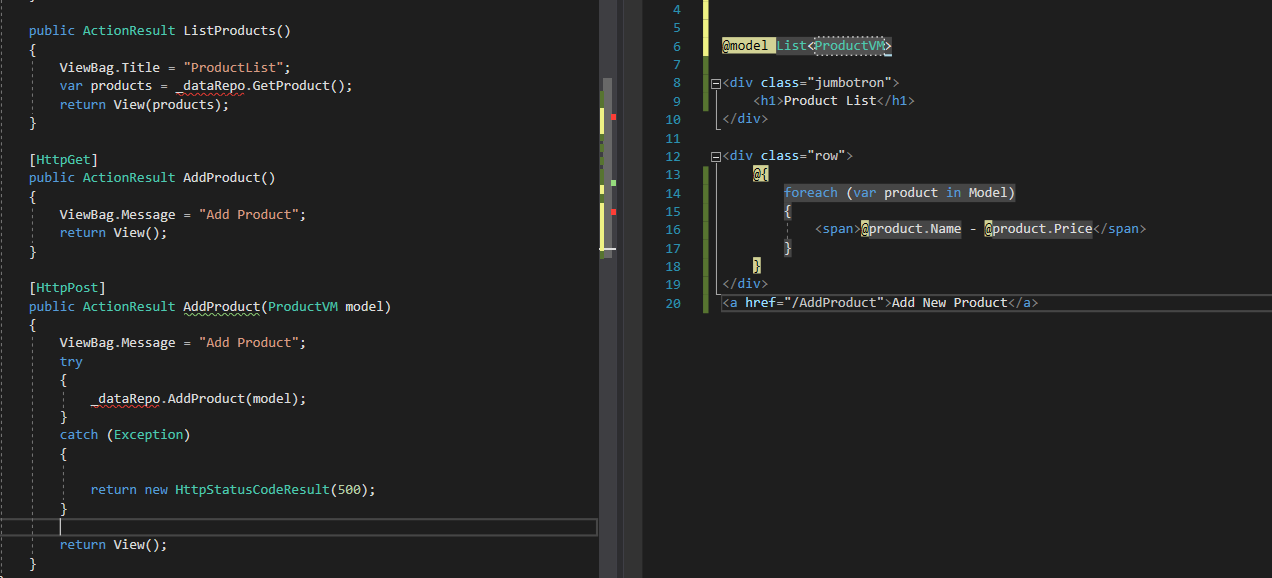 public ActionResult ListProducts()
{
ViewBag.Title = "ProductList";
var products = _dataRepo.GetProduct();
return View(products);
}
[HttpGet]
public ActionResult AddProduct()
{
ViewBag.Message = "Add Product";
return View();
}
[HttpPost]
public ActionResult AddProduct(ProductVM model)
{
ViewBag.Message = "Add Product";
try
{
_dataRepo.AddProduct(model);
}
catch (Exception)
{
return new HttpStatusCodeResult(500);
}
return View();
}
4
5
6 @model List<ProductVM>
7
8 <div class="jumbotron">
9 <h1>Product List</h1>
10 </div>
11
12 <div class="row">
13 @{
14 foreach (var product in Model)
15 {
16 <span>@product.Name - @product.Price</span>
17 }
18 }
19 </div>
20 <a href="/AddProduct">Add New Product</a>